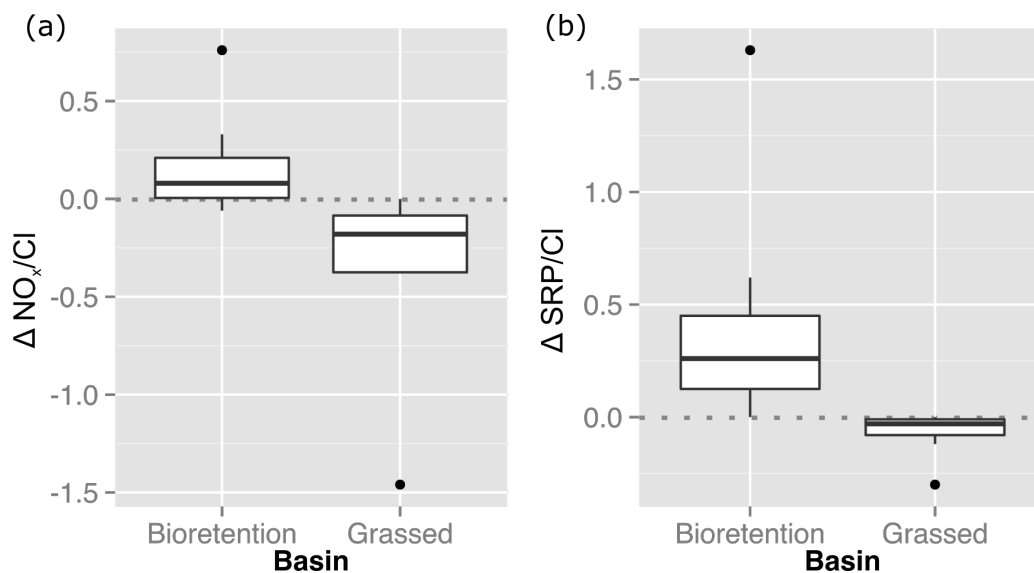 (a)
Δ NOₓ/Cl
0.5
0.0
-0.5
-1.0
-1.5
Bioretention Grassed
Basin
(b)
Δ SRP/Cl
1.5
1.0
0.5
0.0
Bioretention Grassed
Basin